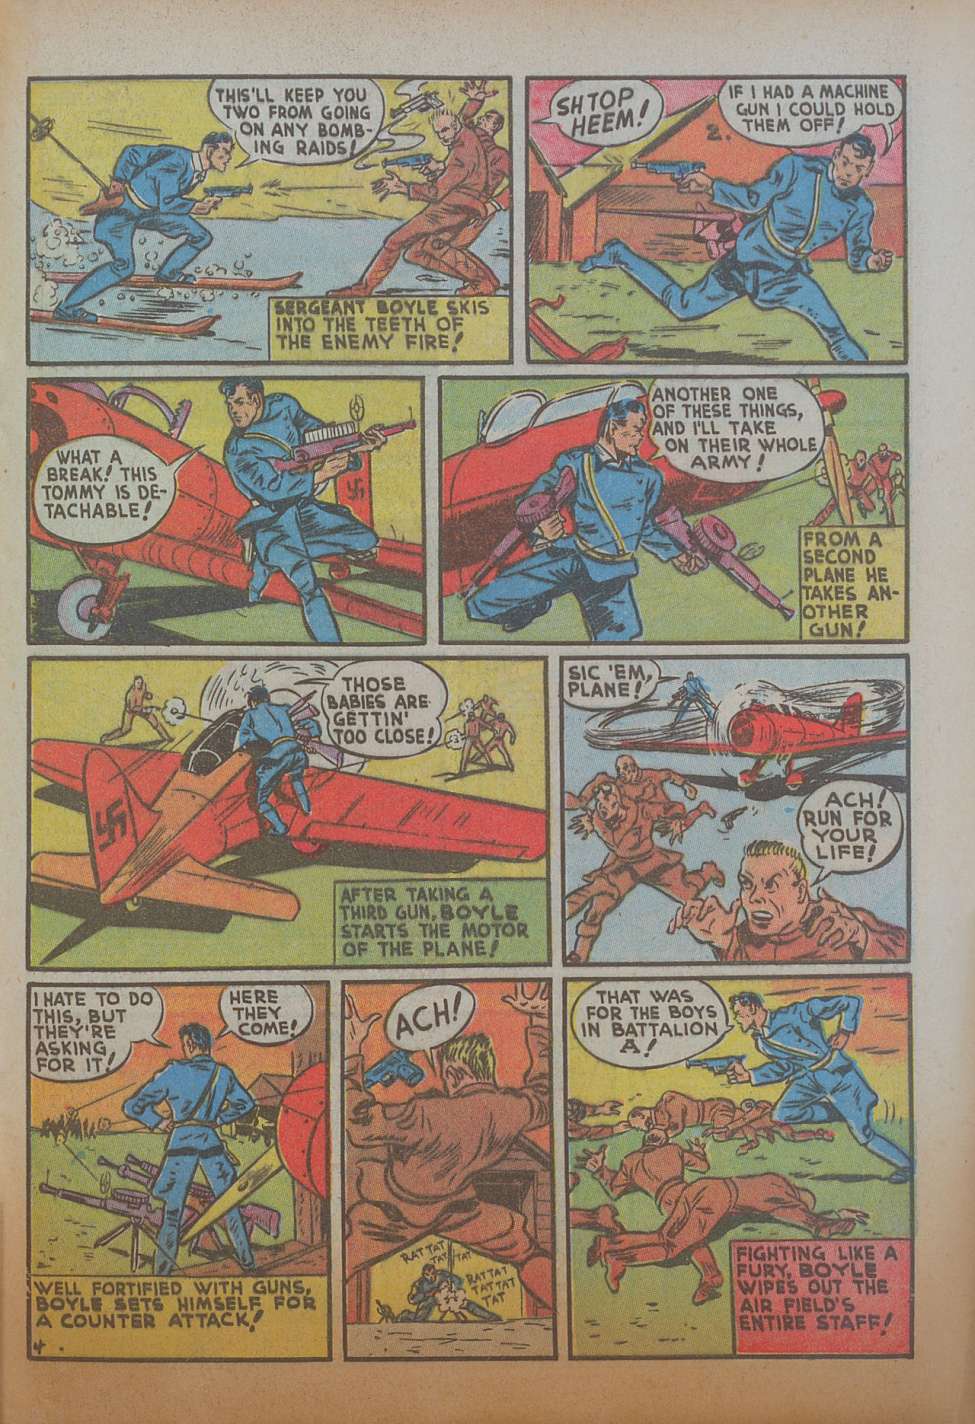 THIS'LL KEEP YOU
TWO FROM GOING
ON ANY BOMB-
ING RAIDS!
SERGEANT BOYLE SKIS
INTO THE TEETH OF
THE ENEMY FIRE!
SHTOP
HEEM!
2.
IF I HAD A MACHINE
GUN I COULD HOLD
THEM OFF!
WHAT A
BREAK! THIS
TOMMY IS DE-
TACHABLE!
ANOTHER ONE
OF THESE THINGS,
AND I'LL TAKE
ON THEIR WHOLE
ARMY!
FROM A
SECOND
PLANE HE
TAKES AN-
OTHER
GUN!
THOSE
BABIES ARE
GETTIN'
TOO CLOSE!
AFTER TAKING A
THIRD GUN, BOYLE
STARTS THE MOTOR
OF THE PLANE!
SIC 'EM,
PLANE!
ACH!
RUN FOR
YOUR
LIFE!
I HATE TO DO
THIS, BUT
THEY'RE
ASKING
FOR IT!
HERE
THEY
COME!
WELL FORTIFIED WITH GUNS,
BOYLE SETS HIMSELF FOR
A COUNTER ATTACK!
4
ACH!
RAT TAT
TAT TAT
RAT TAT
TAT TAT
TAT
THAT WAS
FOR THE BOYS
IN BATTALION
A!
FIGHTING LIKE A
FURY, BOYLE
WIPES OUT THE
AIR FIELD'S
ENTIRE STAFF!